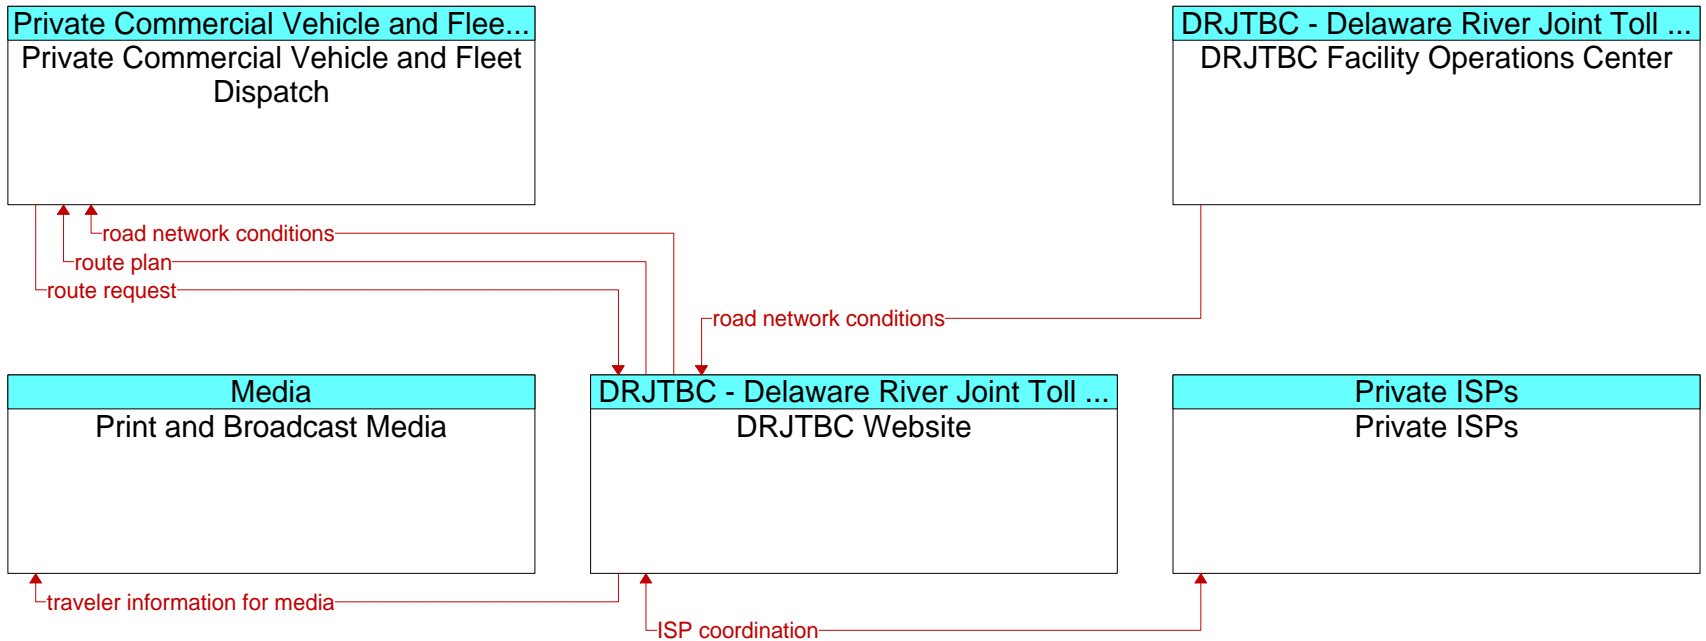 Private Commercial Vehicle and Flee...
Private Commercial Vehicle and Fleet
Dispatch
DRJTBC - Delaware River Joint Toll ...
DRJTBC Facility Operations Center
road network conditions
route plan
route request
road network conditions
Media
Print and Broadcast Media
DRJTBC - Delaware River Joint Toll ...
DRJTBC Website
Private ISPs
Private ISPs
traveler information for media
ISP coordination